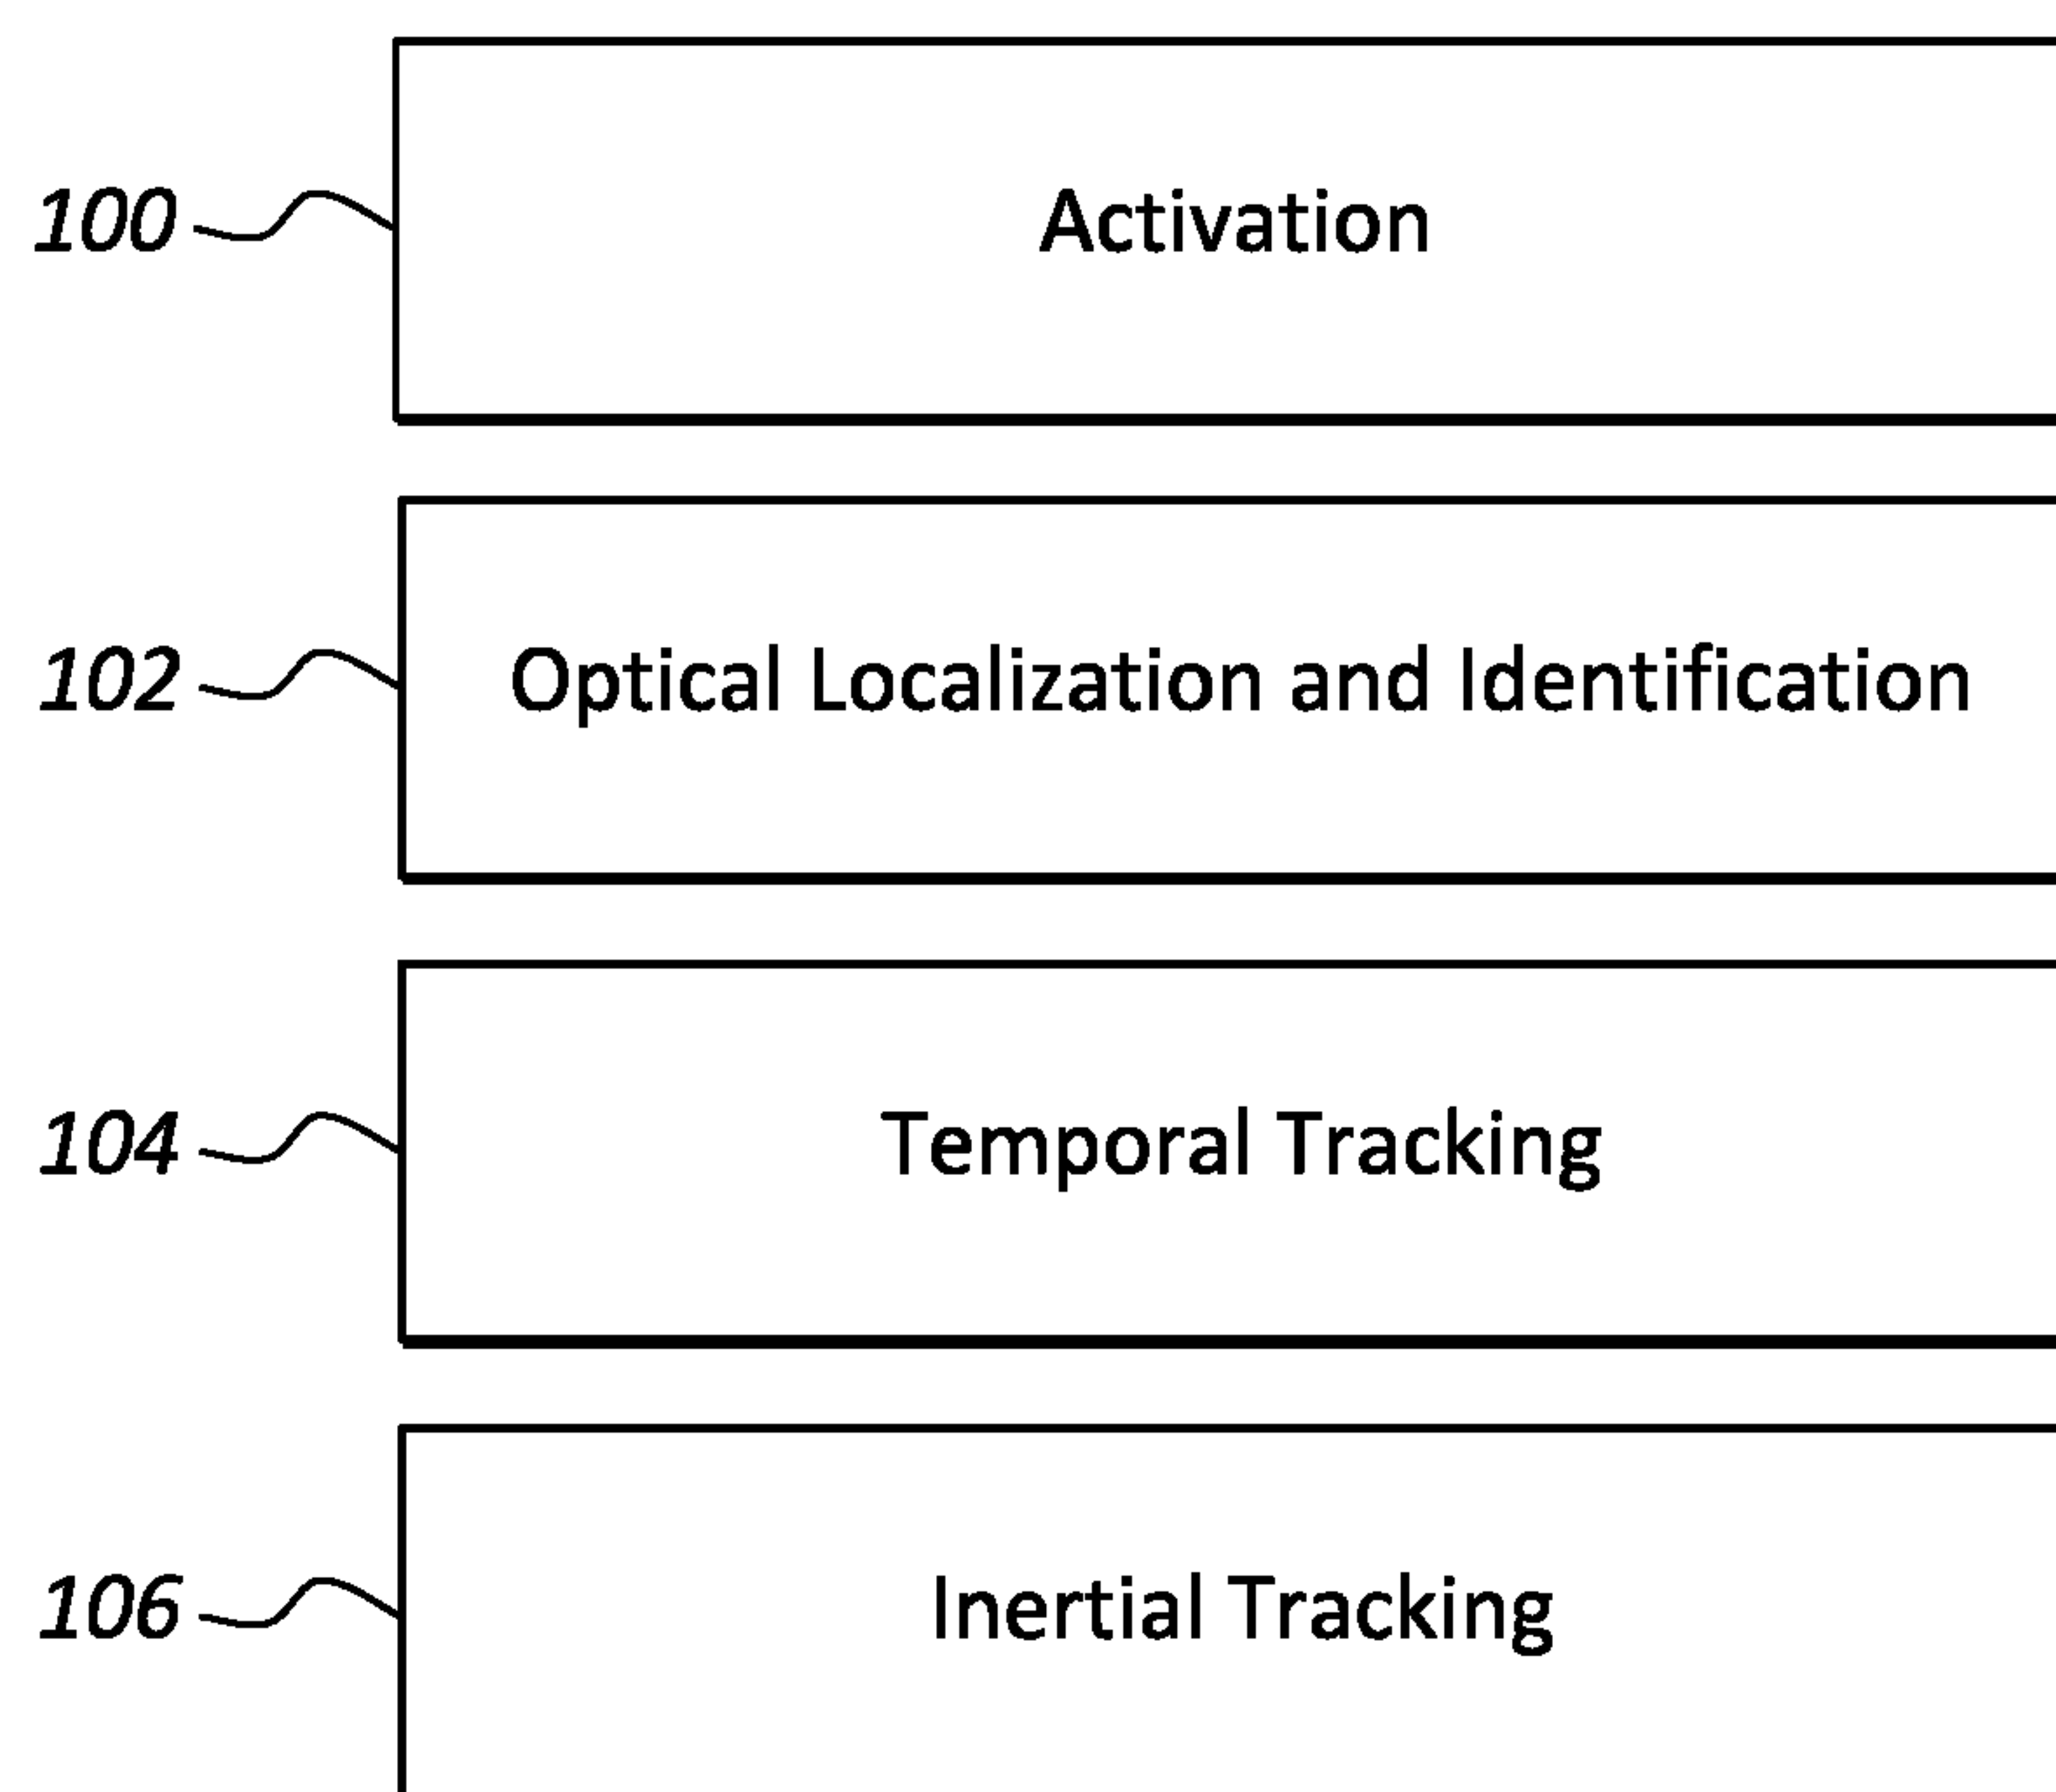 100 Activation
102 Optical Localization and Identification
104 Temporal Tracking
106 Inertial Tracking